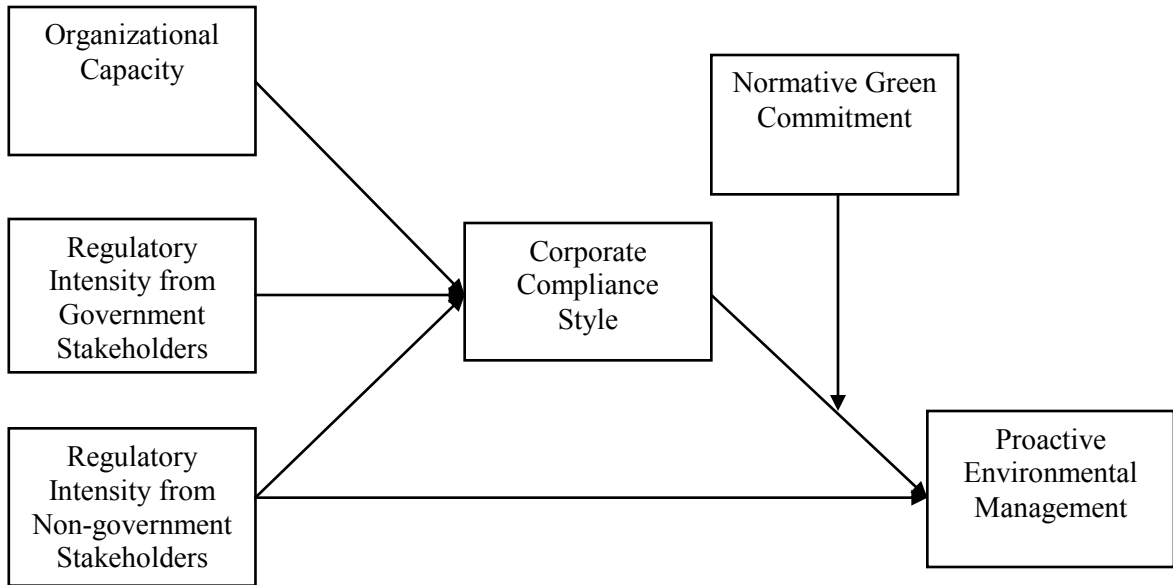 Organizational
Capacity
Normative Green
Commitment
Regulatory
Intensity from
Government
Stakeholders
Corporate
Compliance
Style
Regulatory
Intensity from
Non-government
Stakeholders
Proactive
Environmental
Management